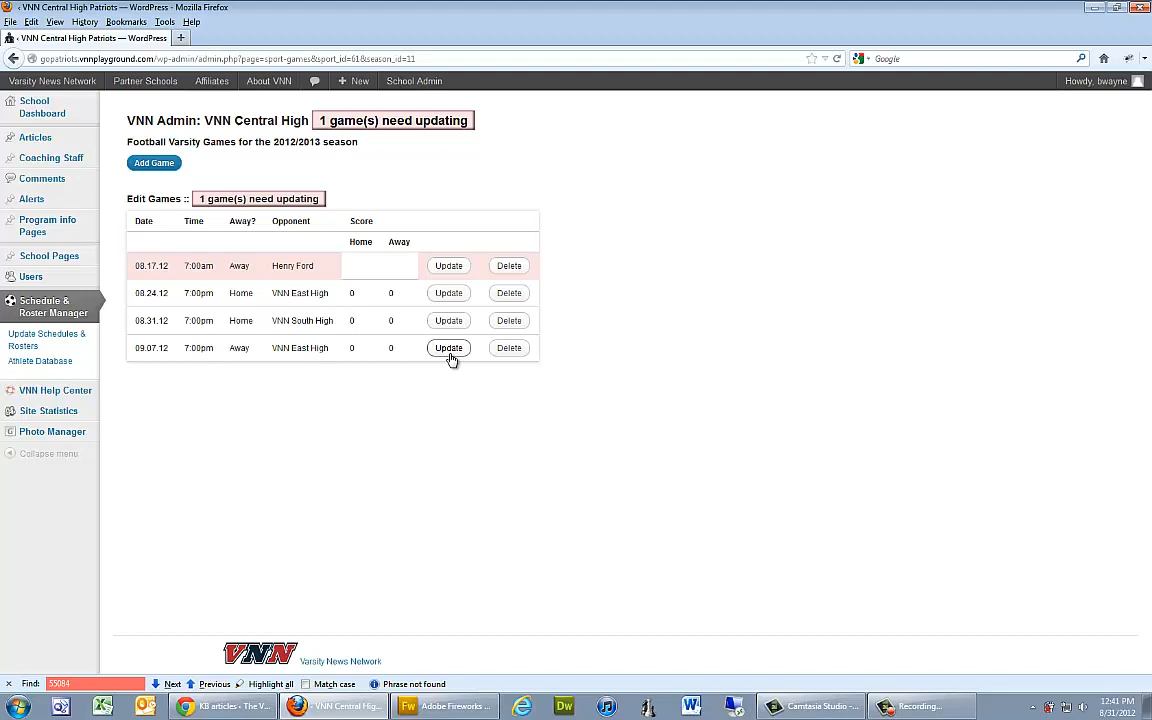 ‹ VNN Central High Patriots — WordPress - Mozilla Firefox
File Edit View History Bookmarks Tools Help
‹ VNN Central High Patriots — WordPress +
gopatriots.vnnplayground.com/wp-admin/admin.php?page=sport-games&sport_id=61&season_id=11
Google
Varsity News Network Partner Schools Affiliates About VNN + New School Admin Howdy, bwayne
School
Dashboard
Articles
Coaching Staff
Comments
Alerts
Program info
Pages
School Pages
Users
Schedule &
Roster Manager
Update Schedules &
Rosters
Athlete Database
VNN Help Center
Site Statistics
Photo Manager
Collapse menu
VNN Admin: VNN Central High 1 game(s) need updating
Football Varsity Games for the 2012/2013 season
Add Game
Edit Games :: 1 game(s) need updating
Date Time Away? Opponent Score
Home Away
08.17.12 7:00am Away Henry Ford Update Delete
08.24.12 7:00pm Home VNN East High 0 0 Update Delete
08.31.12 7:00pm Home VNN South High 0 0 Update Delete
09.07.12 7:00pm Away VNN East High 0 0 Update Delete
VNN Varsity News Network
× Find: 55084 Next Previous Highlight all Match case Phrase not found
KB articles ‹ The V... ‹ VNN Central Hig... Fw Adobe Fireworks ... Dw Camtasia Studio -... Recording...
12:41 PM
8/31/2012